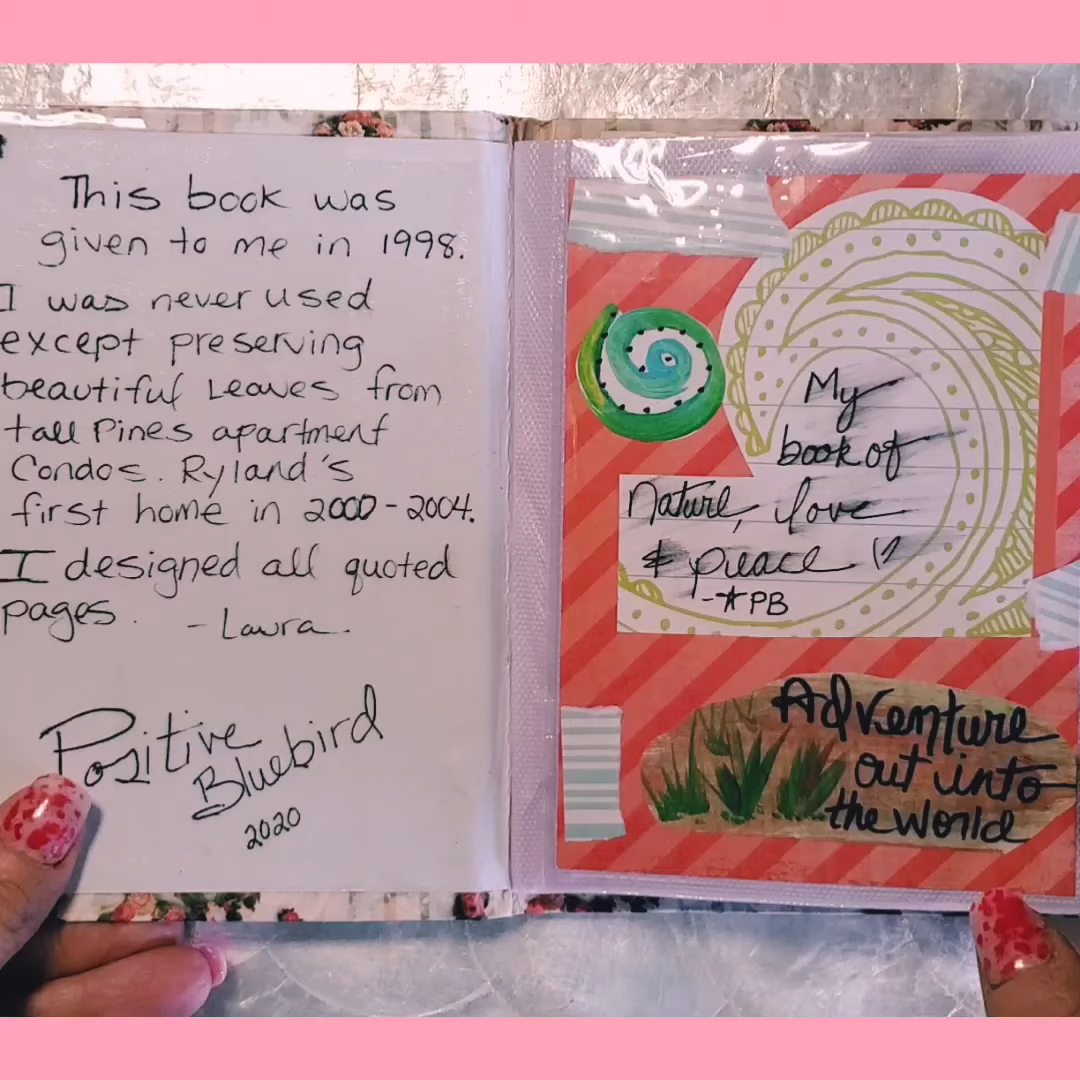 This book was
given to me in 1998.
I was never used
except preserving
beautiful Leaves from
tall Pines apartment
Condos. Ryland's
first home in 2000-2004.
I designed all quoted
pages. - Laura.
Positive
Bluebird
2020
My
book of
Nature, love
& peace
-☆PB
Adventure
out into
the World